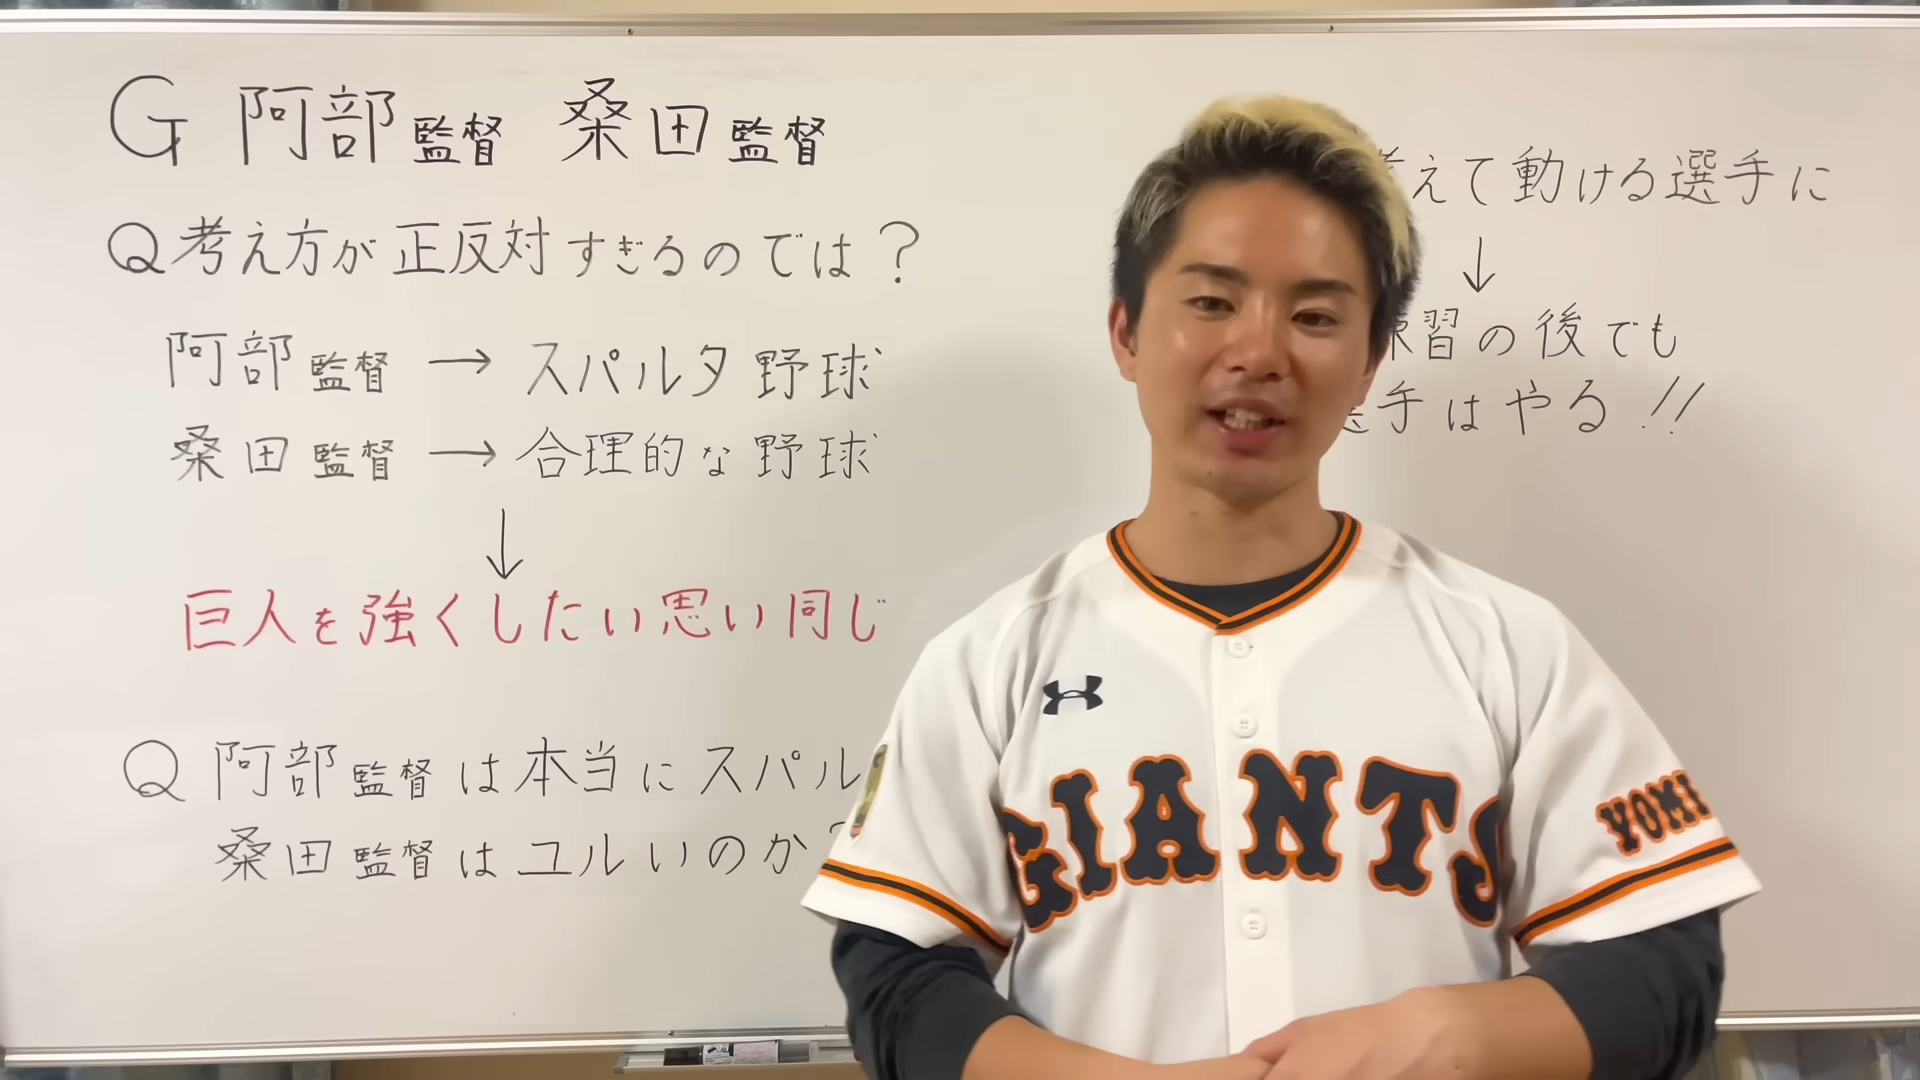 G 阿部監督 桑田監督
Q 考え方が正反対すぎるのでは？
阿部監督 → スパルタ野球
桑田監督 → 合理的な野球
↓
巨人を強くしたい思い同じ
Q 阿部監督は本当にスパル
桑田監督はユルいのか？
えて動ける選手に
↓
習の後でも
手はやる!!
GIANTS
YOMI